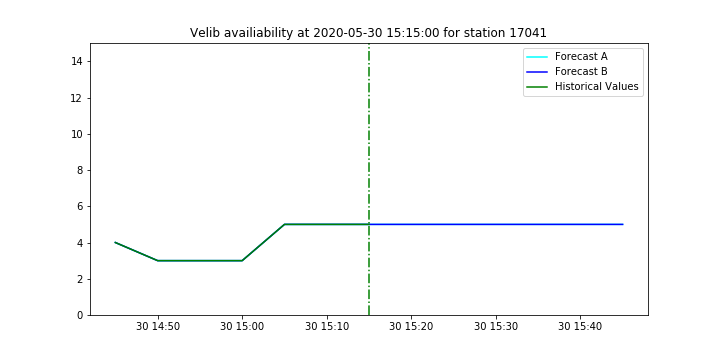 Velib availiability at 2020-05-30 15:15:00 for station 17041
Forecast A
Forecast B
Historical Values
14
12
10
8
6
4
2
0
30 14:50 30 15:00 30 15:10 30 15:20 30 15:30 30 15:40